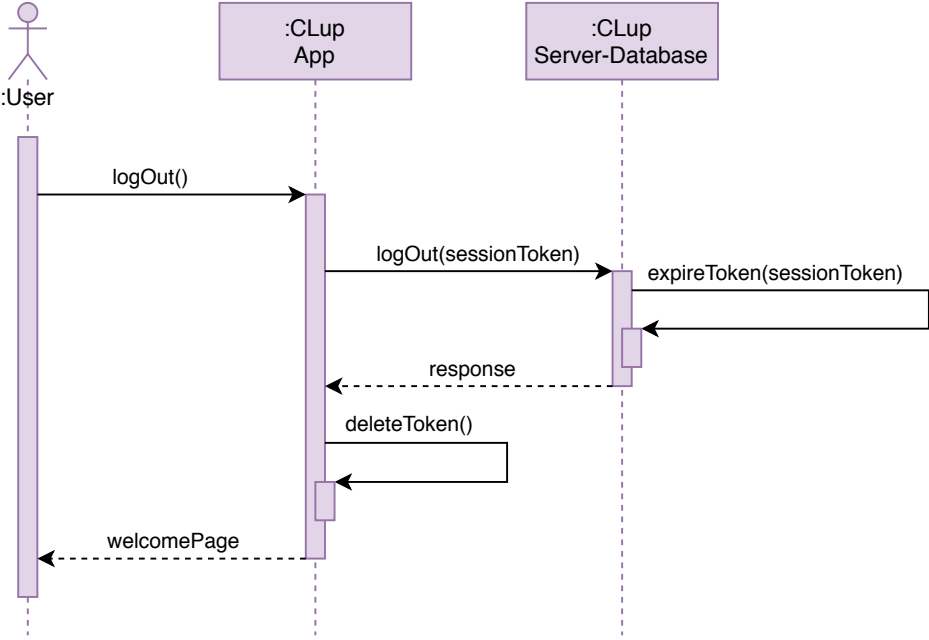 :CLup
App
:CLup
Server-Database
:User
logOut()
logOut(sessionToken)
expireToken(sessionToken)
response
deleteToken()
welcomePage